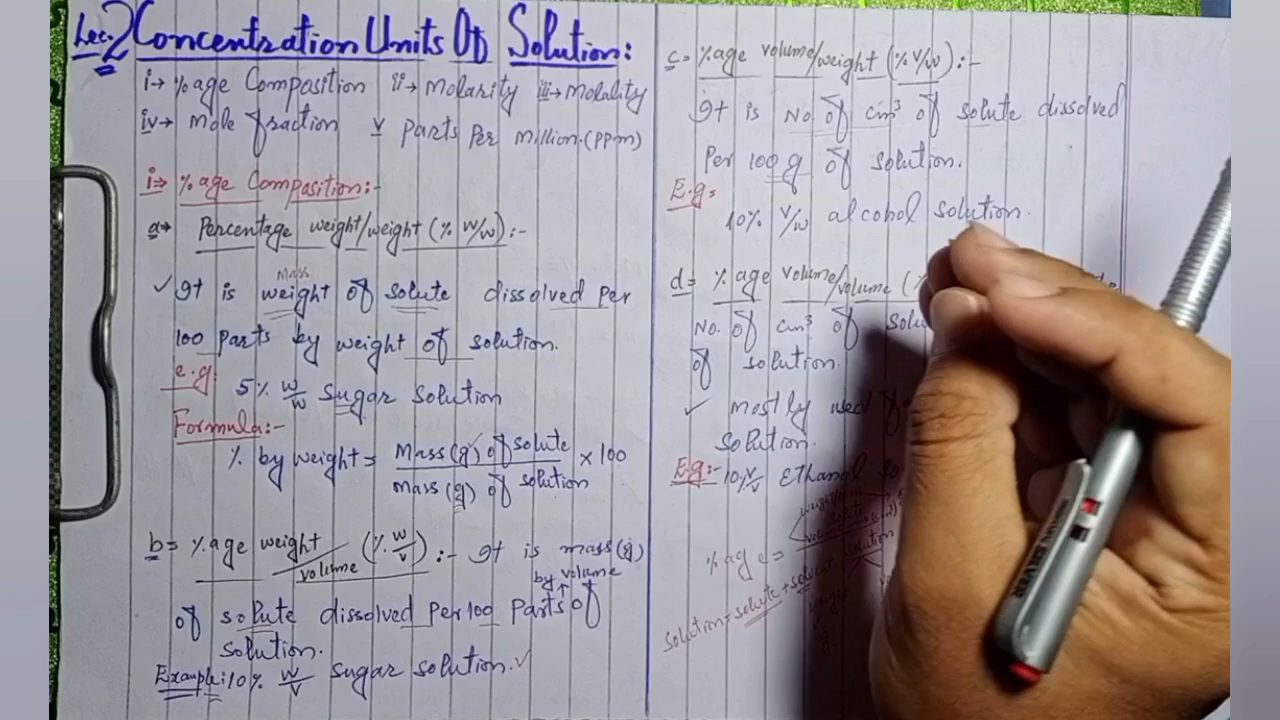 Lec.2 Concentration Units Of Solution:
i→ %age Composition ii→ Molarity iii→ Molality
iv→ Mole fraction v parts Per million.(PPm)
i→ %age Composition:-
a→ Percentage weight/weight (% w/w):-
Mass
✓ It is weight of solute dissolved Per
100 parts by weight of solution.
e.g:
5% w/w sugar solution
Formula:-
% by weight = Mass(g) of solute / Mass(g) of solution × 100
b= %age weight/volume (% w/v):- It is mass(g)
by volume
of solute dissolved Per 100 Parts of
solution.
Example: 10% w/v sugar solution. ✓
c= %age volume/weight (% v/w):-
It is No. of cm³ of solute dissolved
Per 100 g of solution.
E.g:
10% v/w alcohol solution.
d= %age volume/volume (
No. of cm³ of
of solution.
✓ Mostly used
solution.
E.g:- 10% v/v Ethanol
%age =
solution = solute + solvent